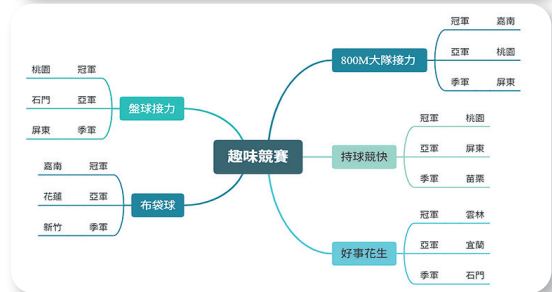 趣味競賽
800M大隊接力
冠軍 嘉南
亞軍 桃園
季軍 屏東
持球競快
冠軍 桃園
亞軍 屏東
季軍 苗栗
好事花生
冠軍 雲林
亞軍 宜蘭
季軍 石門
盤球接力
桃園 冠軍
石門 亞軍
屏東 季軍
布袋球
嘉南 冠軍
花蓮 亞軍
新竹 季軍